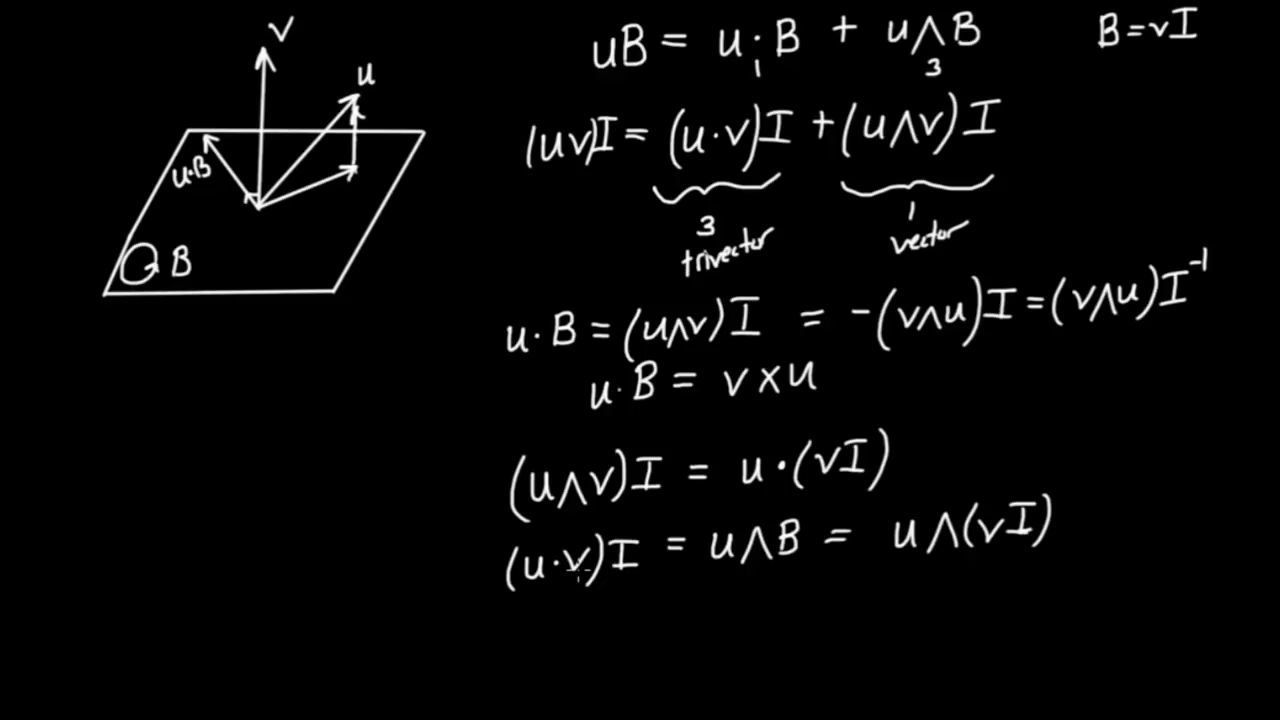 v
u
u·B
B
uB = u·B + u∧B    B=vI
1    3
(uv)I = (u·v)I + (u∧v)I
3    1
trivector    vector
u·B = (u∧v)I = -(v∧u)I = (v∧u)I⁻¹
u·B = v×u
(u∧v)I = u·(vI)
(u·v)I = u∧B = u∧(vI)